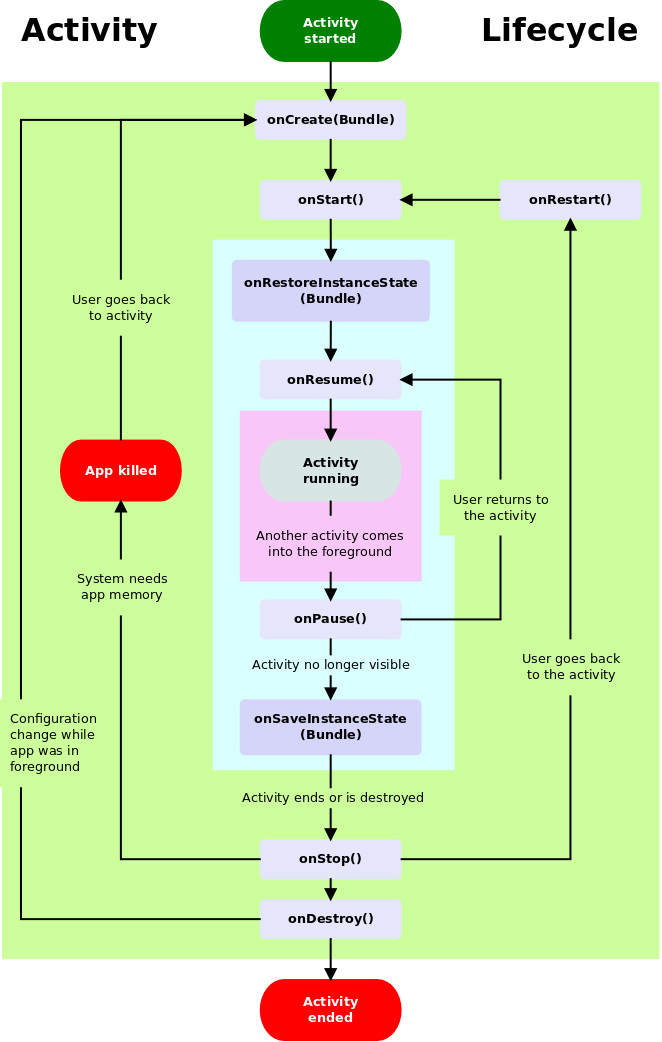 Activity
Lifecycle
Activity
started
onCreate(Bundle)
onStart()
onRestart()
onRestoreInstanceState
(Bundle)
User goes back
to activity
onResume()
App killed
Activity
running
User returns to
the activity
Another activity comes
into the foreground
System needs
app memory
onPause()
Activity no longer visible
User goes back
to the activity
onSaveInstanceState
(Bundle)
Configuration
change while
app was in
foreground
Activity ends or is destroyed
onStop()
onDestroy()
Activity
ended